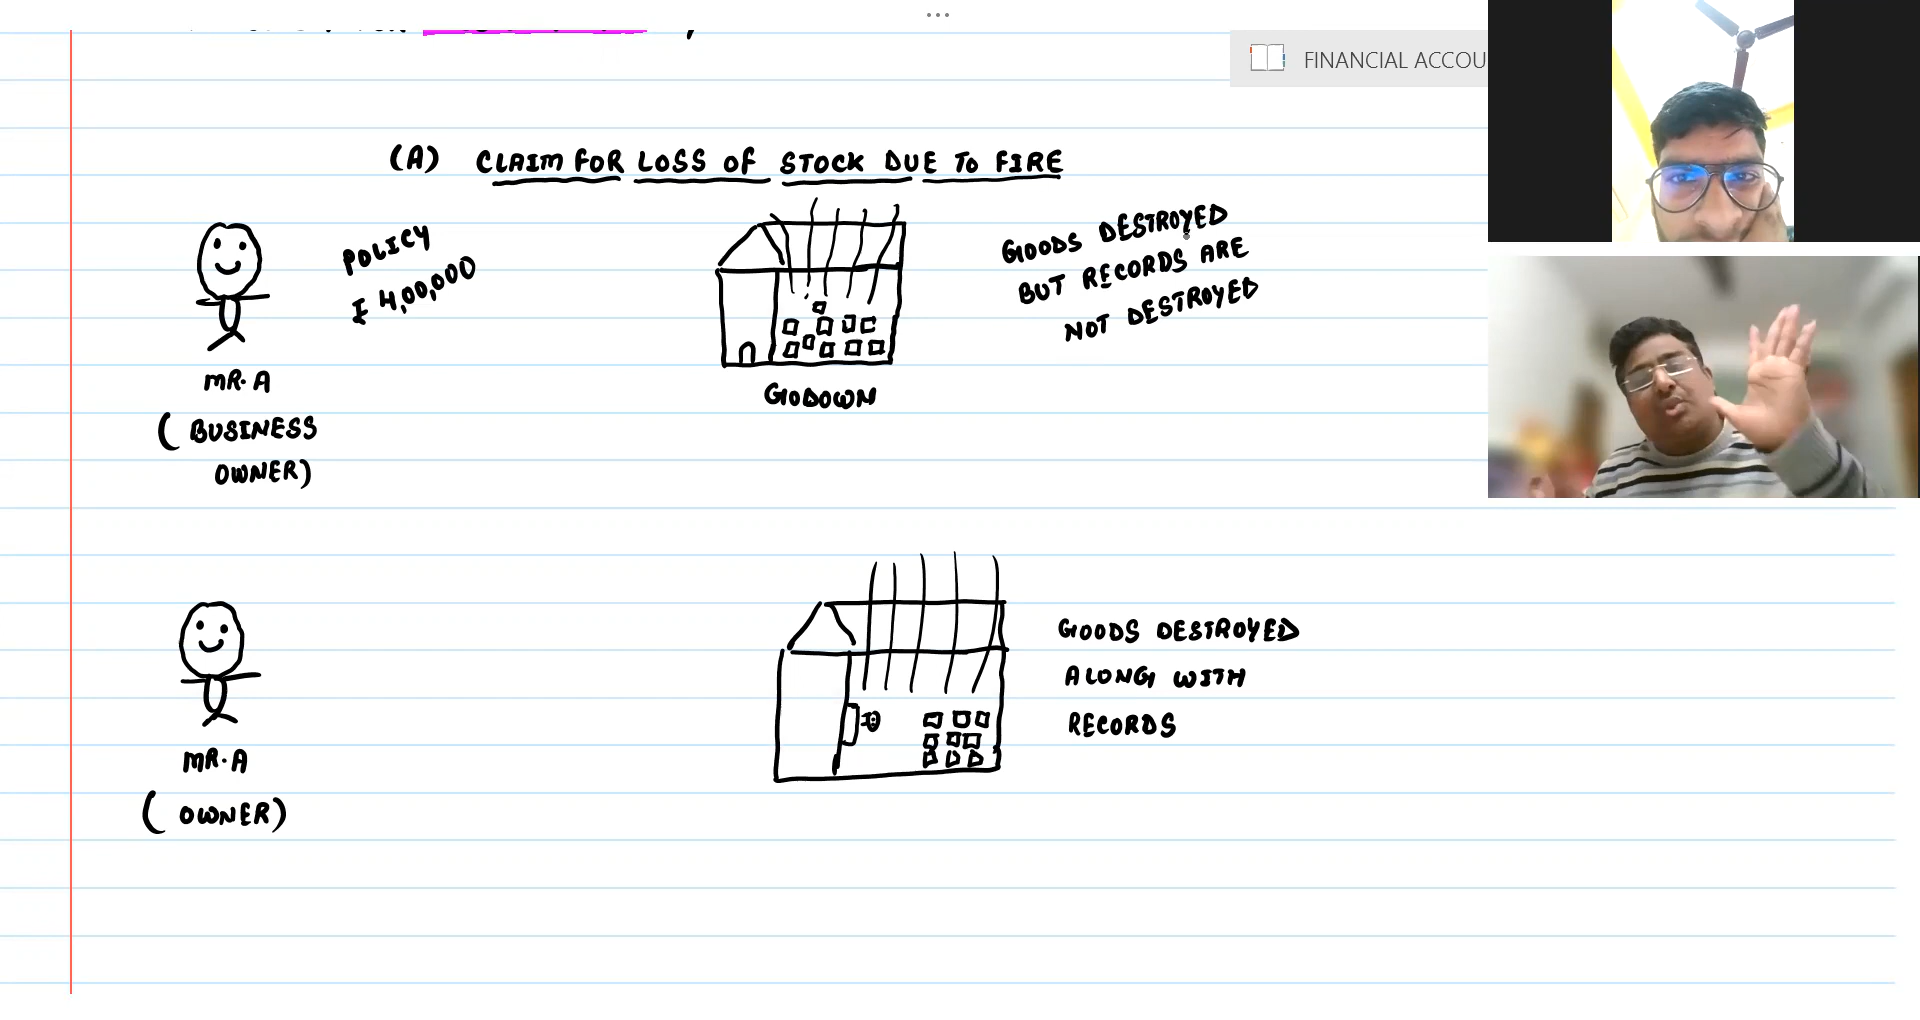 FINANCIAL ACCOU
(A) CLAIM FOR LOSS OF STOCK DUE TO FIRE
POLICY
₹ 4,00,000
GOODS DESTROYED
BUT RECORDS ARE
NOT DESTROYED
MR. A
GODOWN
(BUSINESS
OWNER)
GOODS DESTROYED
ALONG WITH
RECORDS
MR. A
(OWNER)